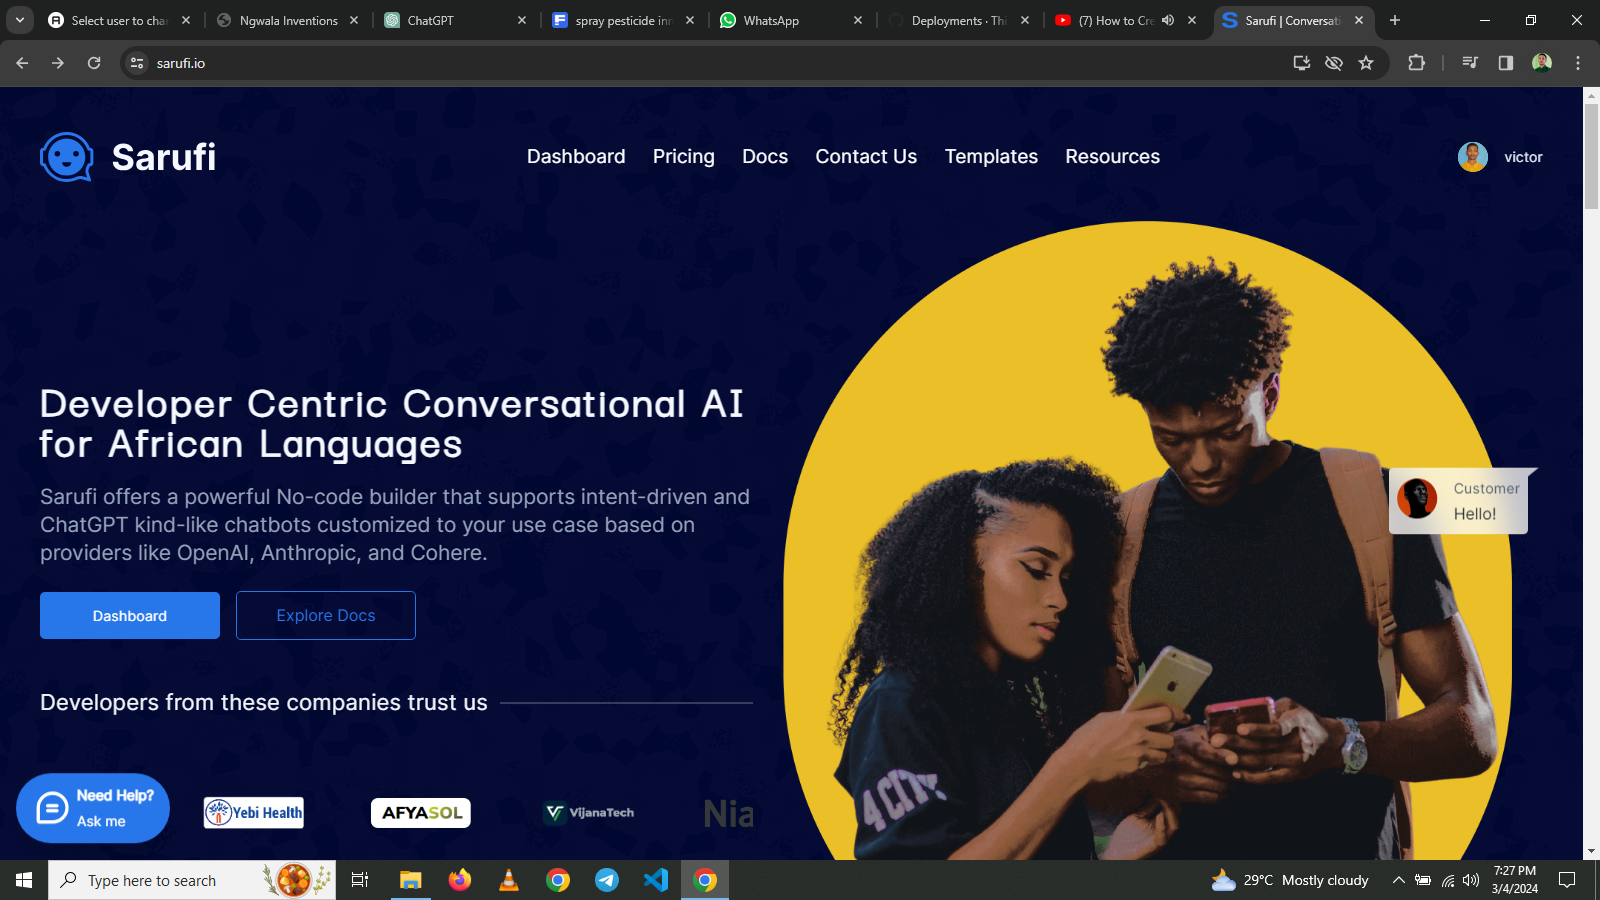 Select user to cha
Ngwala Inventions
ChatGPT
spray pesticide inn
WhatsApp
Deployments · Thi
(7) How to Cre
Sarufi | Conversati
sarufi.io
Sarufi
Dashboard
Pricing
Docs
Contact Us
Templates
Resources
victor
Developer Centric Conversational AI
for African Languages
Sarufi offers a powerful No-code builder that supports intent-driven and
ChatGPT kind-like chatbots customized to your use case based on
providers like OpenAI, Anthropic, and Cohere.
Dashboard
Explore Docs
Customer
Hello!
4CITY
Developers from these companies trust us
Need Help?
Ask me
Yebi Health
AFYASOL
VijanaTech
Nia
Type here to search
29°C Mostly cloudy
7:27 PM
3/4/2024